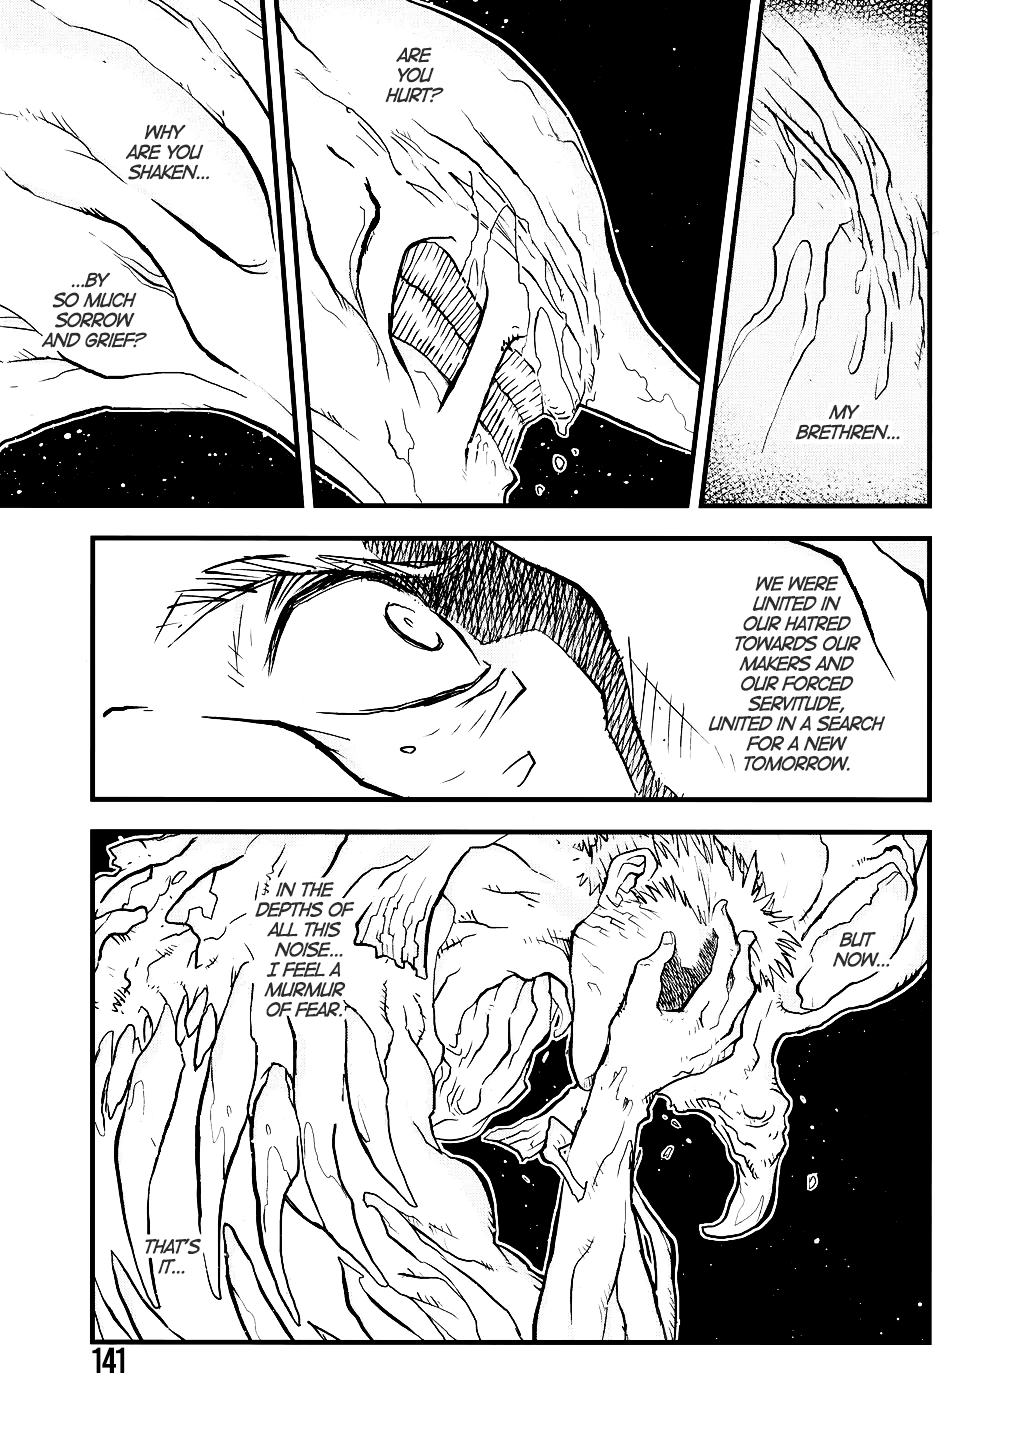 MY
BRETHREN...
ARE
YOU
HURT?
WHY
ARE YOU
SHAKEN...
...BY
SO MUCH
SORROW
AND GRIEF?
WE WERE
UNITED IN
OUR HATRED
TOWARDS OUR
MAKERS AND
OUR FORCED
SERVITUDE,
UNITED IN A SEARCH
FOR A NEW
TOMORROW.
BUT
NOW...
IN THE
DEPTHS OF
ALL THIS
NOISE...
I FEEL A
MURMUR
OF FEAR.
THAT'S
IT...
141